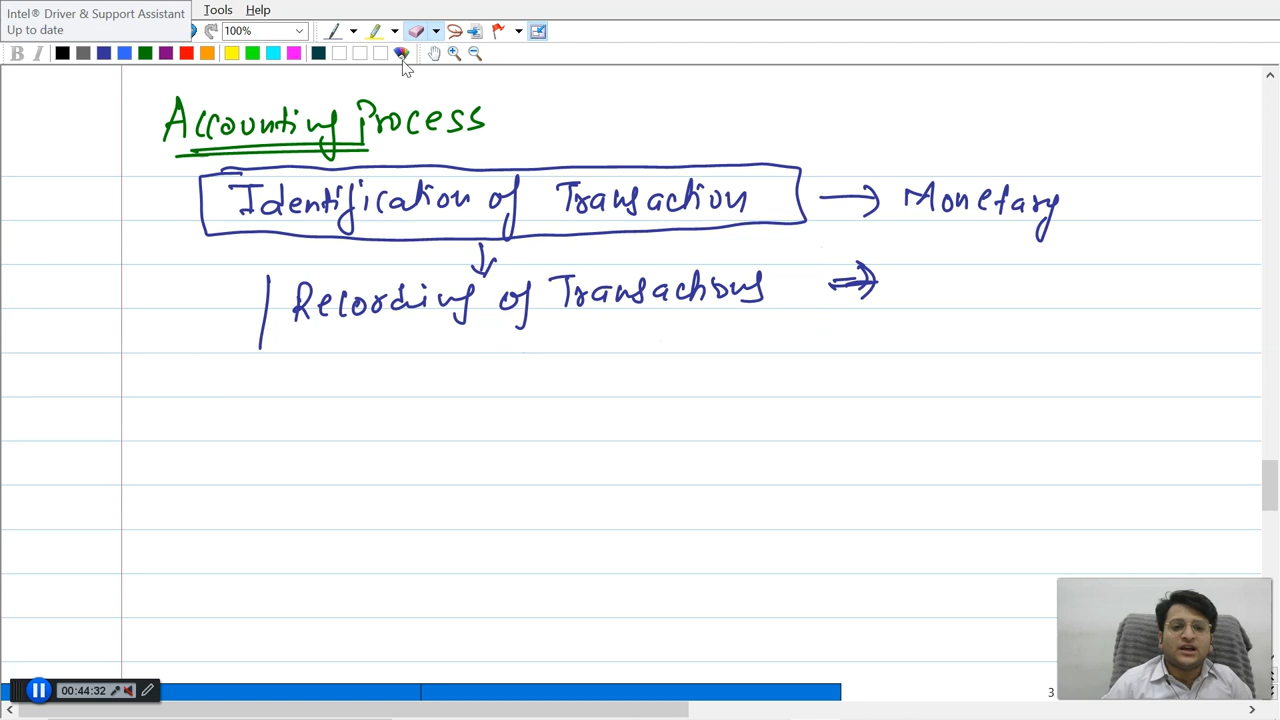 Intel® Driver & Support Assistant
Up to date
Tools Help
100%
B I
Accounting Process
Identification of Transaction → Monetary
↓
Recording of Transactions ⇒
00:44:32
3